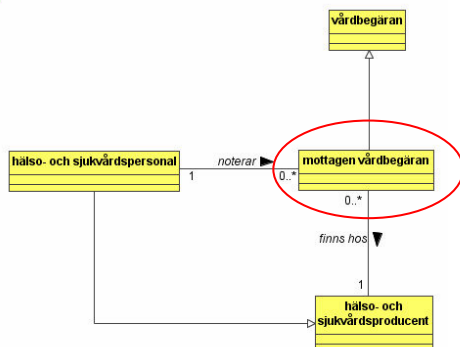 vårdbegäran
hälso- och sjukvårdspersonal
noterar
mottagen vårdbegäran
1
0..*
0..*
finns hos
1
hälso- och
sjukvårdsproducent